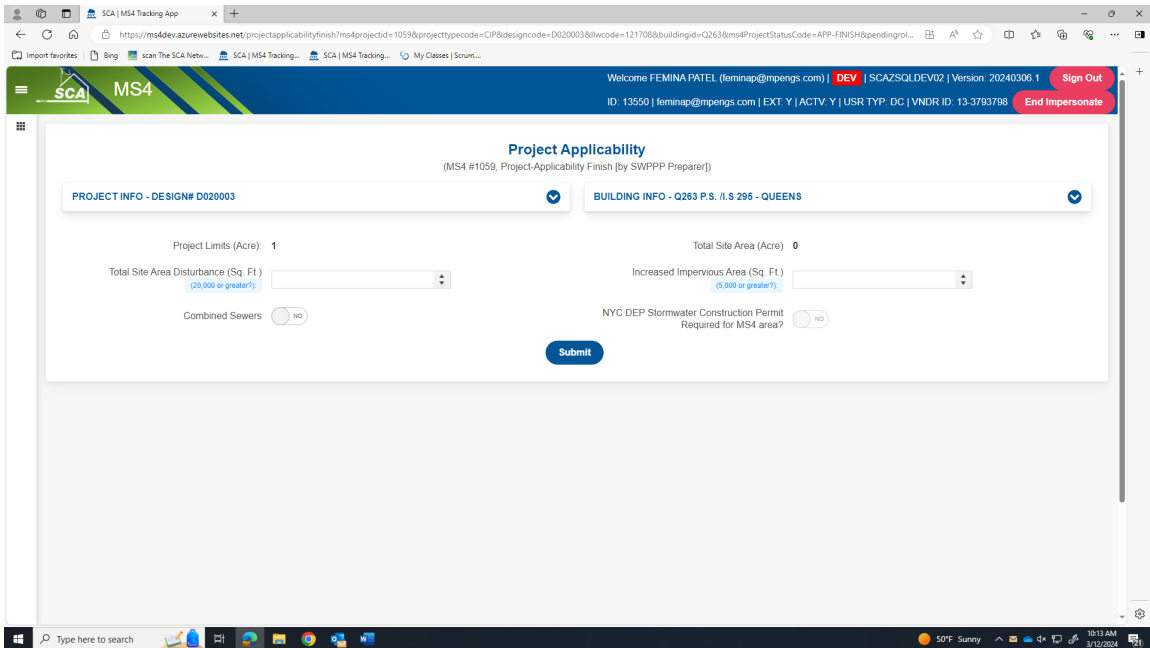 SCA | MS4 Tracking App
https://ms4dev.azurewebsites.net/projectapplicabilityfinish?ms4projectid=1059&projecttypecode=CIP&designcode=D020003&llwcode=121708&buildingid=Q263&ms4ProjectStatusCode=APP-FINISH&pendingrol...
Import favorites
Bing
scan The SCA Netw...
SCA | MS4 Tracking...
SCA | MS4 Tracking...
My Classes | Scrum....
SCA
MS4
Welcome FEMINA PATEL (feminap@mpengs.com) | DEV | SCAZSQLDEV02 | Version: 20240306.1
Sign Out
ID: 13550 | feminap@mpengs.com | EXT: Y | ACTV: Y | USR TYP: DC | VNDR ID: 13-3793798
End Impersonate
Project Applicability
(MS4 #1059, Project-Applicability Finish [by SWPPP Preparer])
PROJECT INFO - DESIGN# D020003
BUILDING INFO - Q263 P.S. /I.S 295 - QUEENS
Project Limits (Acre): 1
Total Site Area (Acre) 0
Total Site Area Disturbance (Sq. Ft.)
(20,000 or greater?):
Increased Impervious Area (Sq. Ft.)
(5,000 or greater?):
Combined Sewers NO
NYC DEP Stormwater Construction Permit
Required for MS4 area? NO
Submit
Type here to search
50°F Sunny
10:13 AM
3/12/2024
21